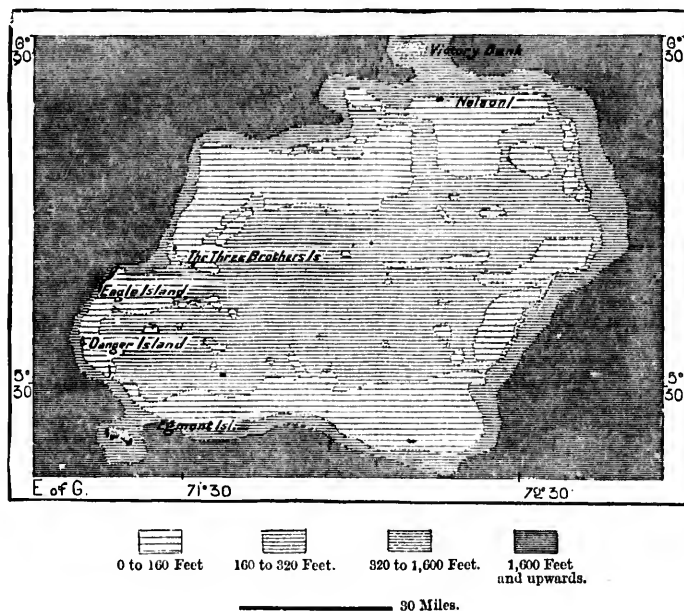 6° 6°
30 30
Victory Bank
Nelson I
The Three Brothers Is
Eagle Island
Danger Island
5° 5°
30 30
Egmont Isl.
E of G. 71°30 72°30
0 to 160 Feet 160 to 320 Feet. 320 to 1,600 Feet. 1,600 Feet
and upwards.
30 Miles.